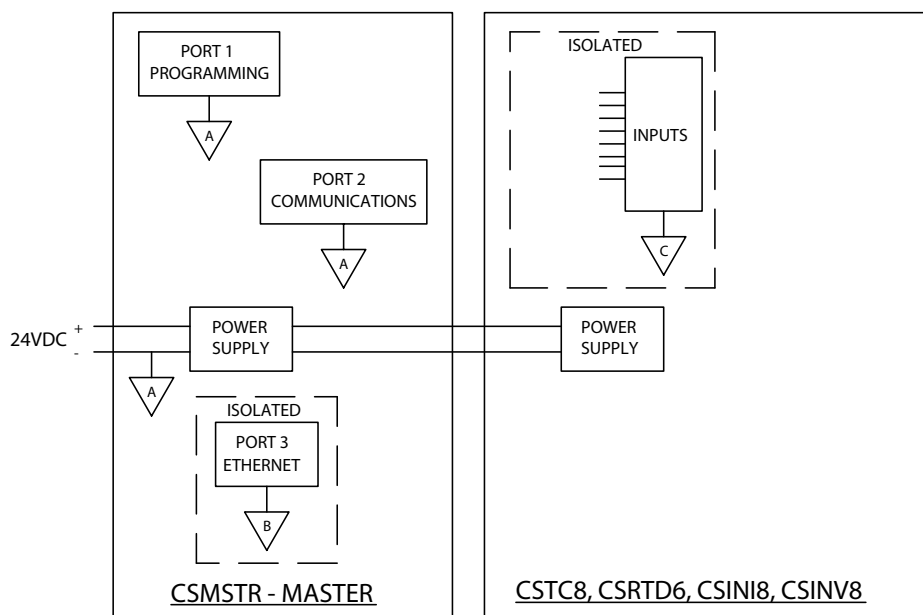 PORT 1
PROGRAMMING
A
PORT 2
COMMUNICATIONS
A
24VDC
+
-
POWER
SUPPLY
A
ISOLATED
PORT 3
ETHERNET
B
CSMSTR - MASTER
ISOLATED
INPUTS
C
POWER
SUPPLY
CSTC8, CSRTD6, CSINI8, CSINV8